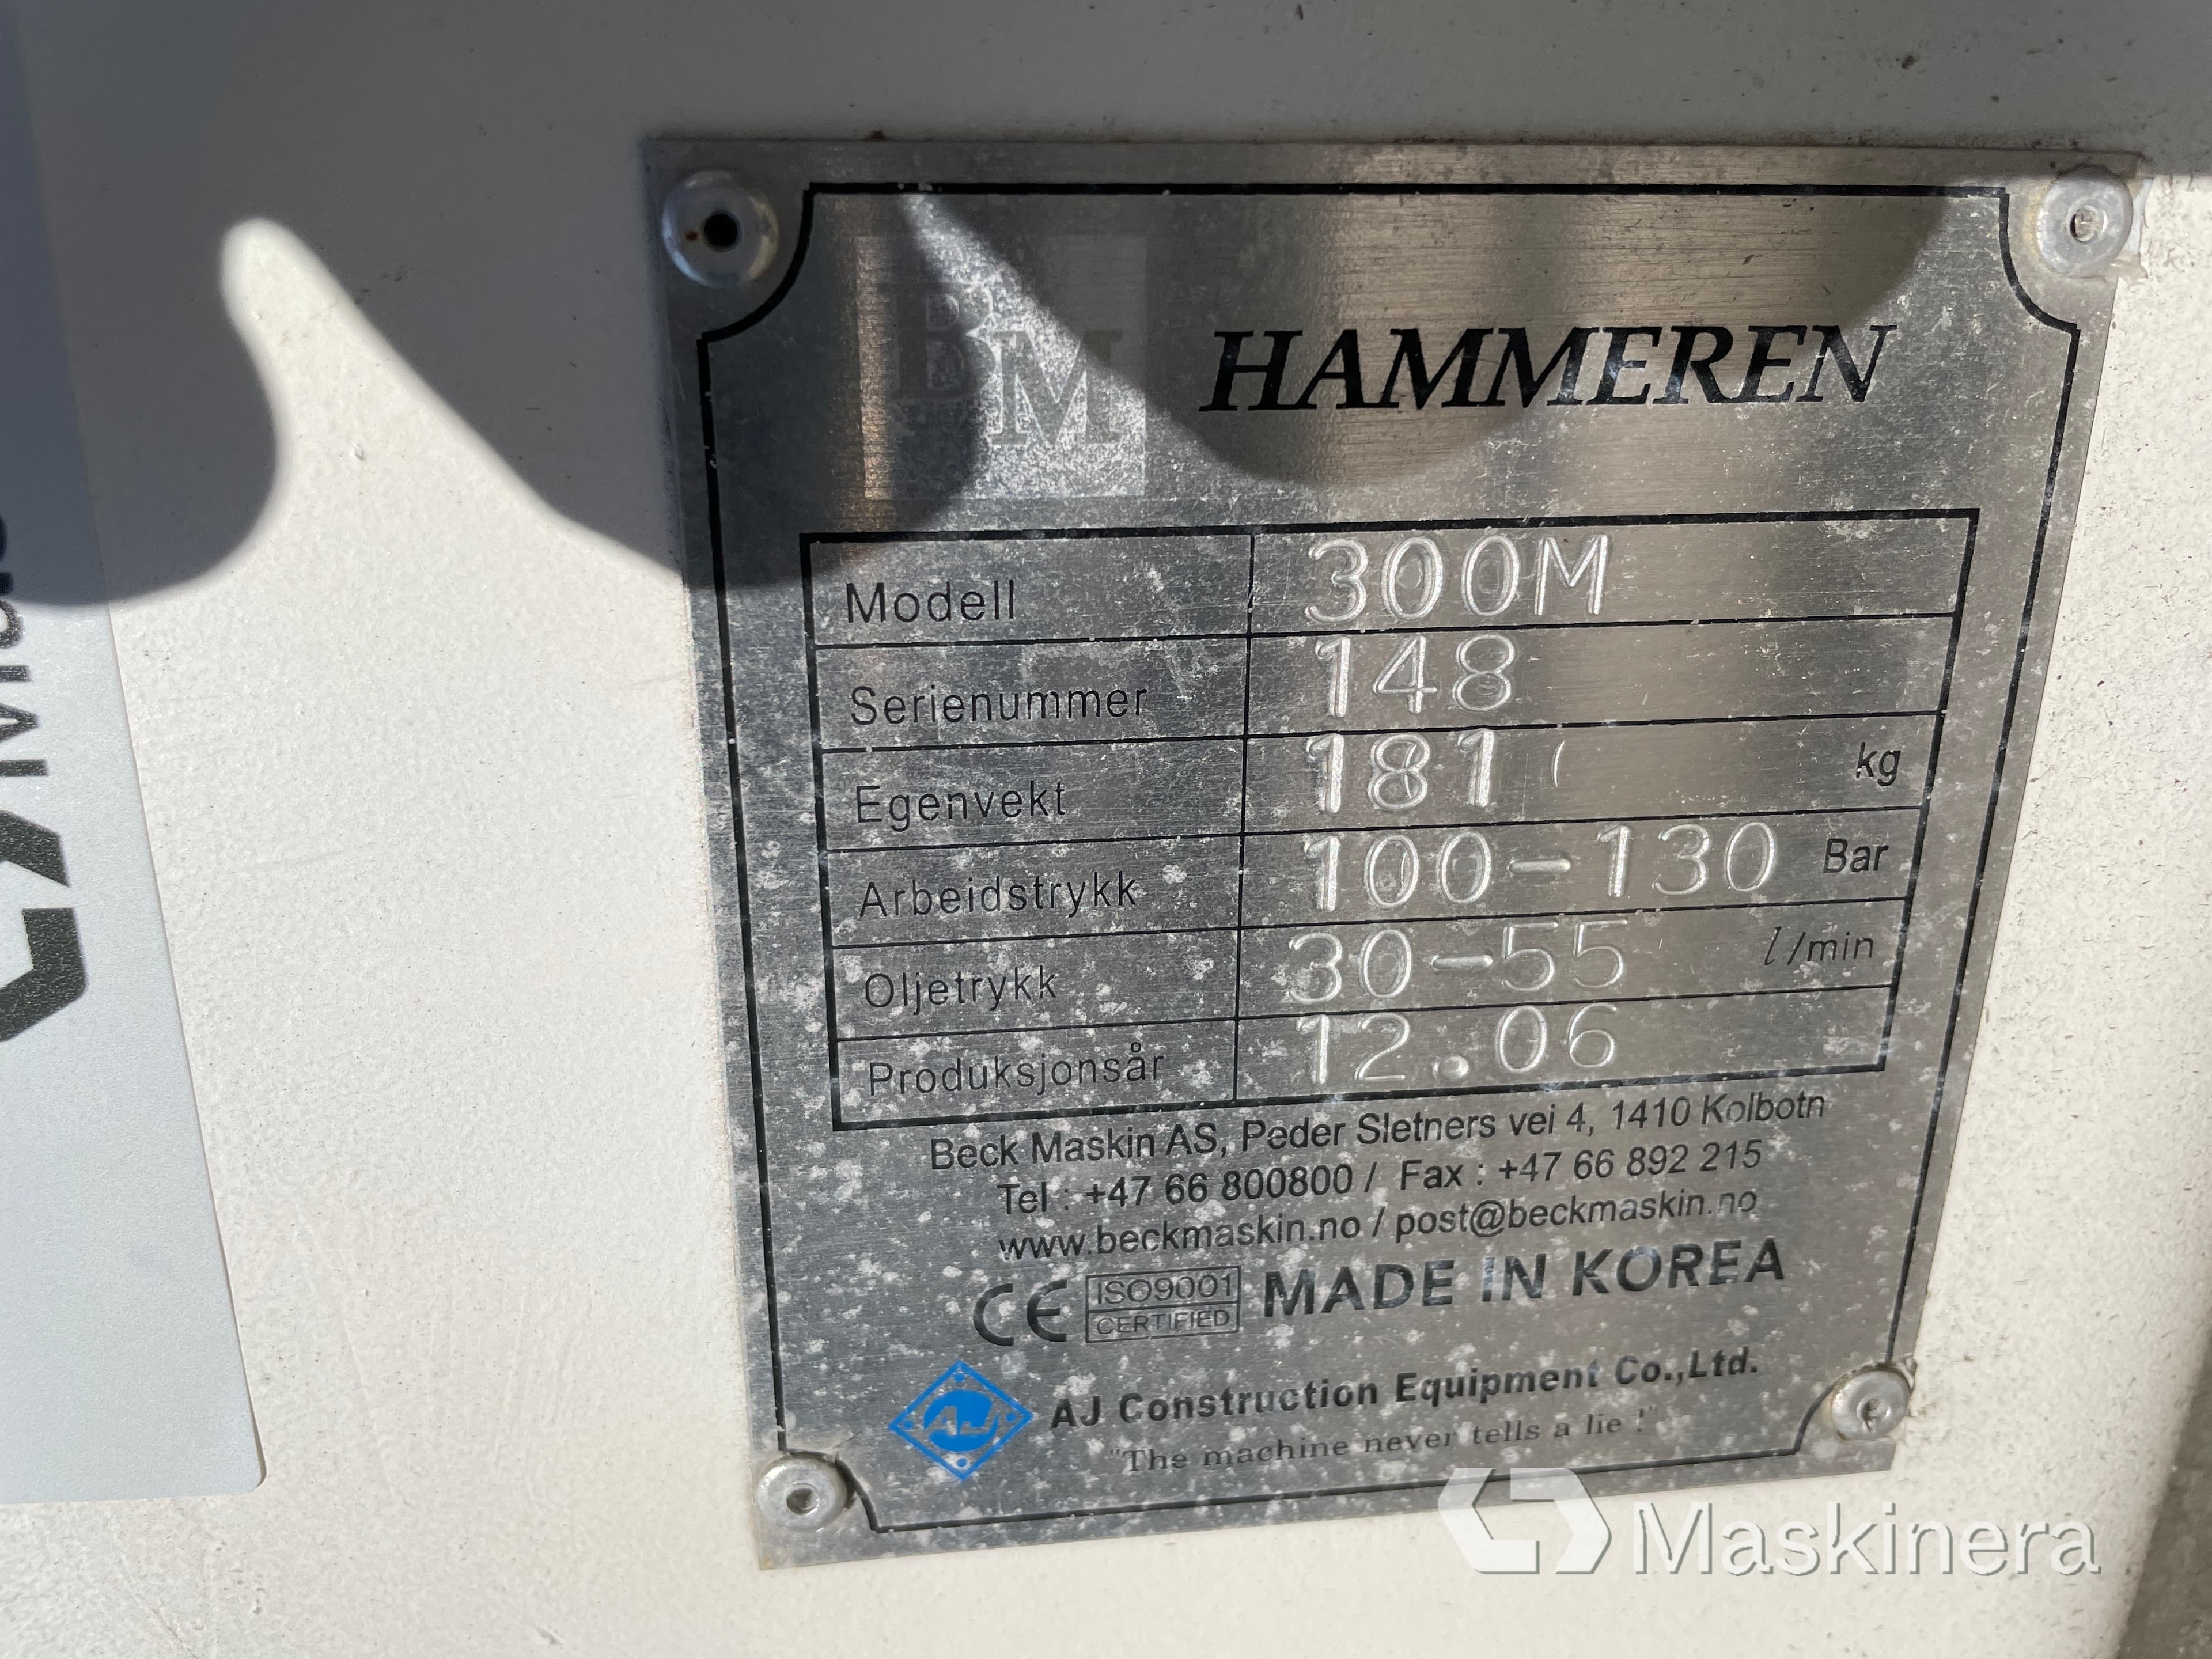 HAMMEREN
Modell 300M
Serienummer 148
Egenvekt 181 kg
Arbeidstrykk 100-130 Bar
Oljetrykk 30-55 l/min
Produksjonsår 12.06
Beck Maskin AS, Peder Sletners vei 4, 1410 Kolbotn
Tel : +47 66 800800 / Fax : +47 66 892 215
www.beckmaskin.no / post@beckmaskin.no
CE ISO9001 CERTIFIED MADE IN KOREA
AJ Construction Equipment Co.,Ltd.
"The machine never tells a lie !"
Maskinera